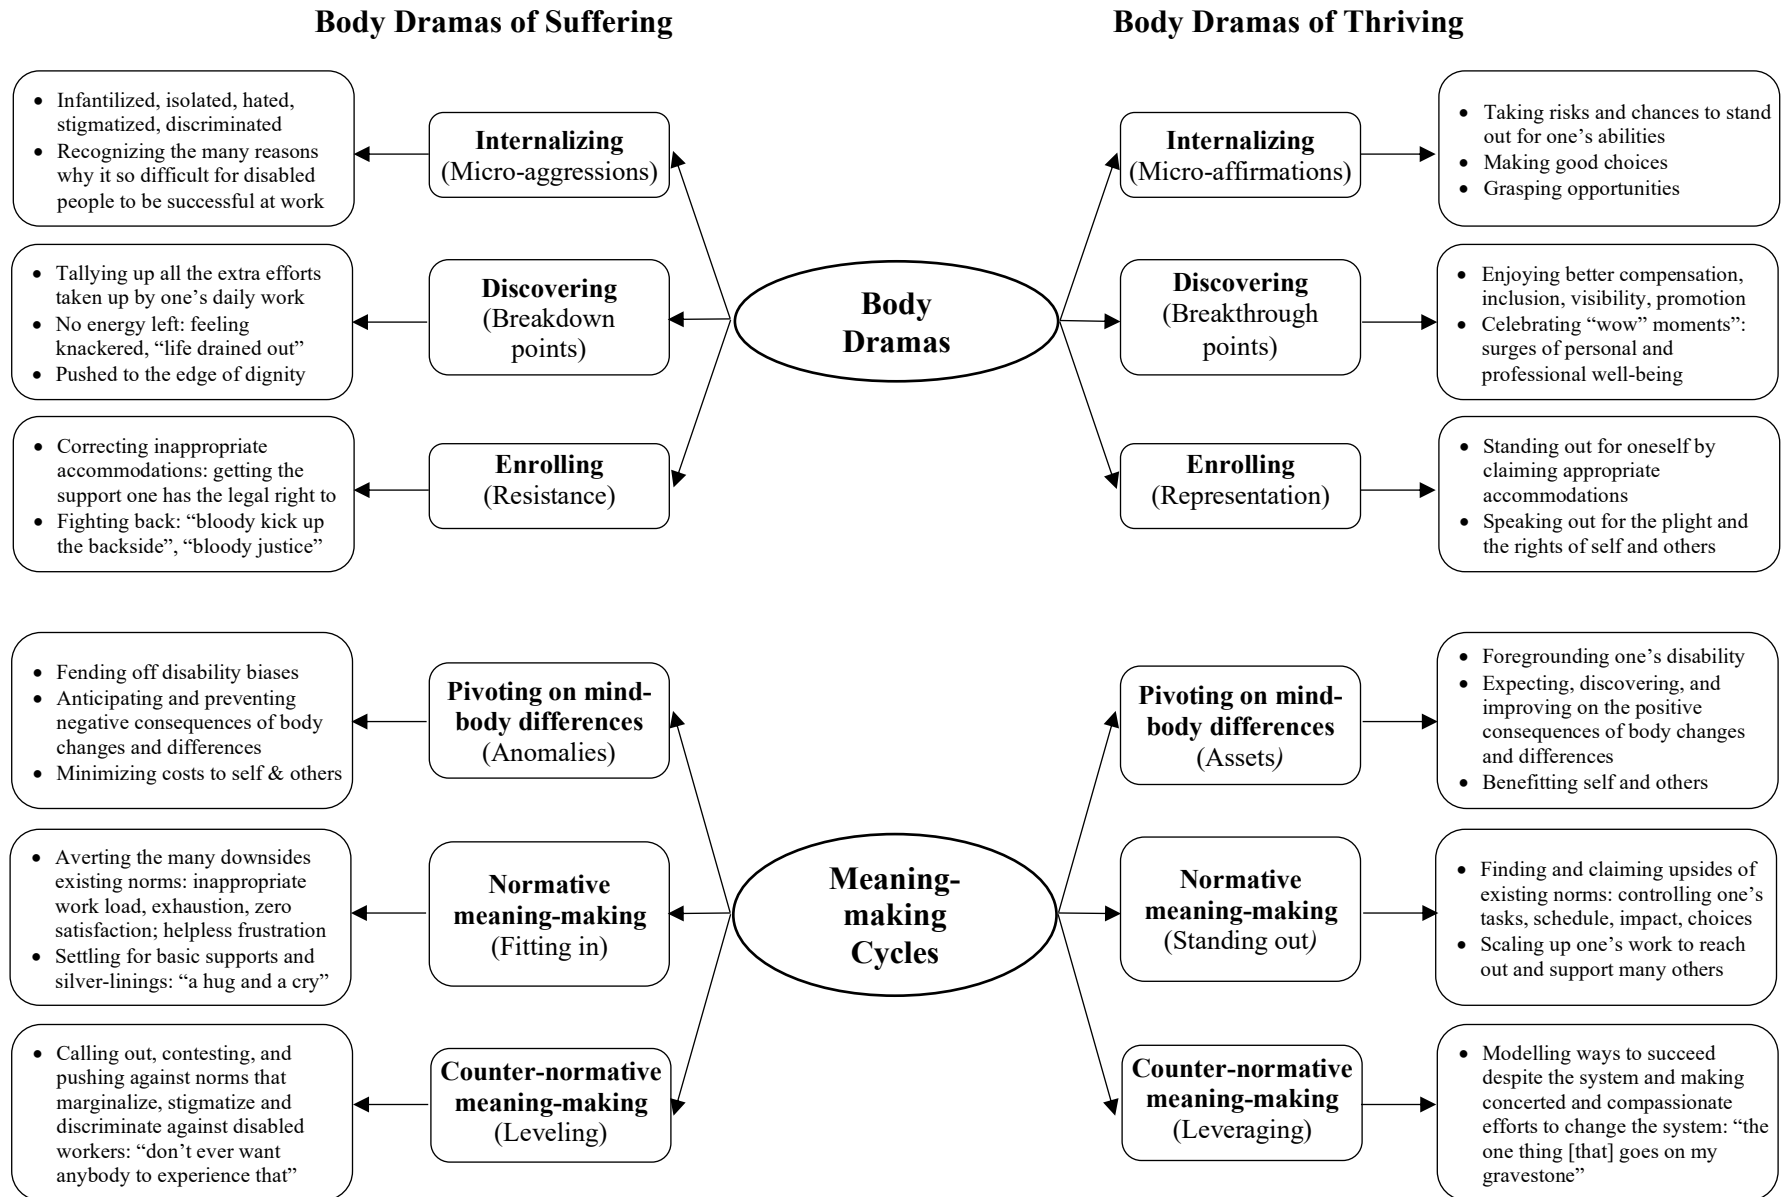 Body Dramas of Suffering
Body Dramas of Thriving
• Infantilized, isolated, hated,
stigmatized, discriminated
• Recognizing the many reasons
why it so difficult for disabled
people to be successful at work
Internalizing
(Micro-aggressions)
Internalizing
(Micro-affirmations)
• Taking risks and chances to stand
out for one’s abilities
• Making good choices
• Grasping opportunities
• Tallying up all the extra efforts
taken up by one’s daily work
• No energy left: feeling
knackered, “life drained out”
• Pushed to the edge of dignity
Discovering
(Breakdown
points)
Body
Dramas
Discovering
(Breakthrough
points)
• Enjoying better compensation,
inclusion, visibility, promotion
• Celebrating “wow” moments”:
surges of personal and
professional well-being
• Correcting inappropriate
accommodations: getting the
support one has the legal right to
• Fighting back: “bloody kick up
the backside”, “bloody justice”
Enrolling
(Resistance)
Enrolling
(Representation)
• Standing out for oneself by
claiming appropriate
accommodations
• Speaking out for the plight and
the rights of self and others
• Fending off disability biases
• Anticipating and preventing
negative consequences of body
changes and differences
• Minimizing costs to self & others
Pivoting on mind-
body differences
(Anomalies)
Pivoting on mind-
body differences
(Assets)
• Foregrounding one’s disability
• Expecting, discovering, and
improving on the positive
consequences of body changes
and differences
• Benefitting self and others
• Averting the many downsides
existing norms: inappropriate
work load, exhaustion, zero
satisfaction; helpless frustration
• Settling for basic supports and
silver-linings: “a hug and a cry”
Normative
meaning-making
(Fitting in)
Meaning-
making
Cycles
Normative
meaning-making
(Standing out)
• Finding and claiming upsides of
existing norms: controlling one’s
tasks, schedule, impact, choices
• Scaling up one’s work to reach
out and support many others
• Calling out, contesting, and
pushing against norms that
marginalize, stigmatize and
discriminate against disabled
workers: “don’t ever want
anybody to experience that”
Counter-normative
meaning-making
(Leveling)
Counter-normative
meaning-making
(Leveraging)
• Modelling ways to succeed
despite the system and making
concerted and compassionate
efforts to change the system: “the
one thing [that] goes on my
gravestone”